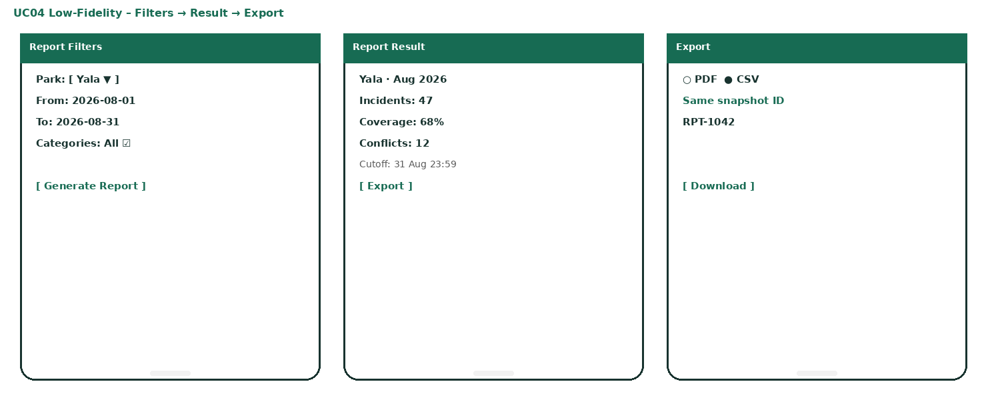 UC04 Low-Fidelity – Filters → Result → Export
Report Filters
Park: [ Yala ▼ ]
From: 2026-08-01
To: 2026-08-31
Categories: All ☑
[ Generate Report ]
Report Result
Yala · Aug 2026
Incidents: 47
Coverage: 68%
Conflicts: 12
Cutoff: 31 Aug 23:59
[ Export ]
Export
○ PDF ● CSV
Same snapshot ID
RPT-1042
[ Download ]